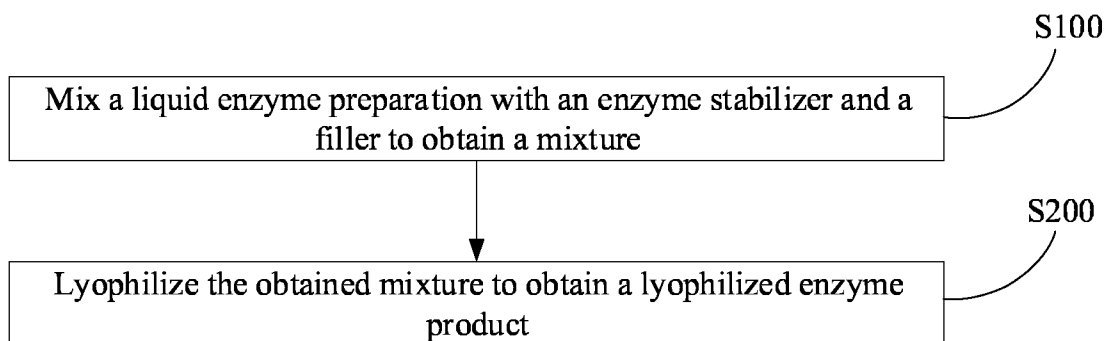 S100
Mix a liquid enzyme preparation with an enzyme stabilizer and a
filler to obtain a mixture
S200
Lyophilize the obtained mixture to obtain a lyophilized enzyme
product